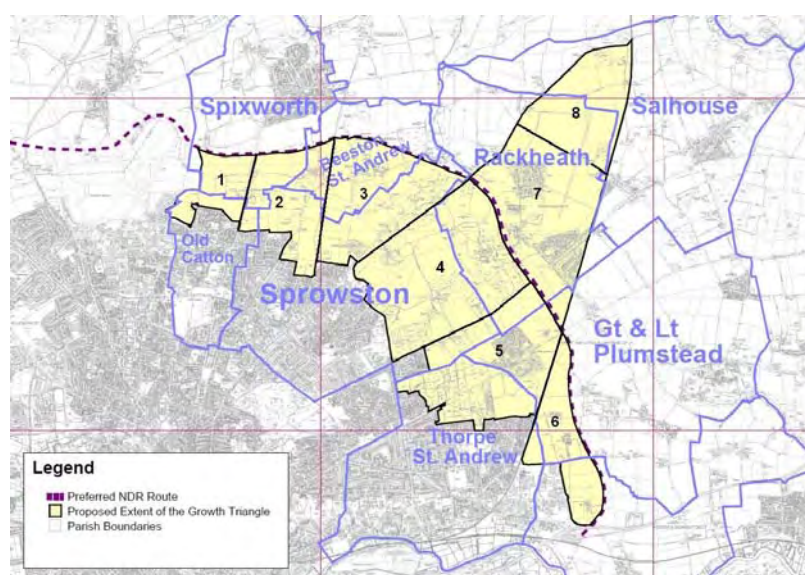 Spixworth
Salhouse
8
Beeston
St. Andrew
Rackheath
1
2
3
7
Old
Catton
4
Sprowston
Gt & Lt
Plumstead
5
6
Thorpe
St. Andrew
Legend
Preferred NDR Route
Proposed Extent of the Growth Triangle
Parish Boundaries